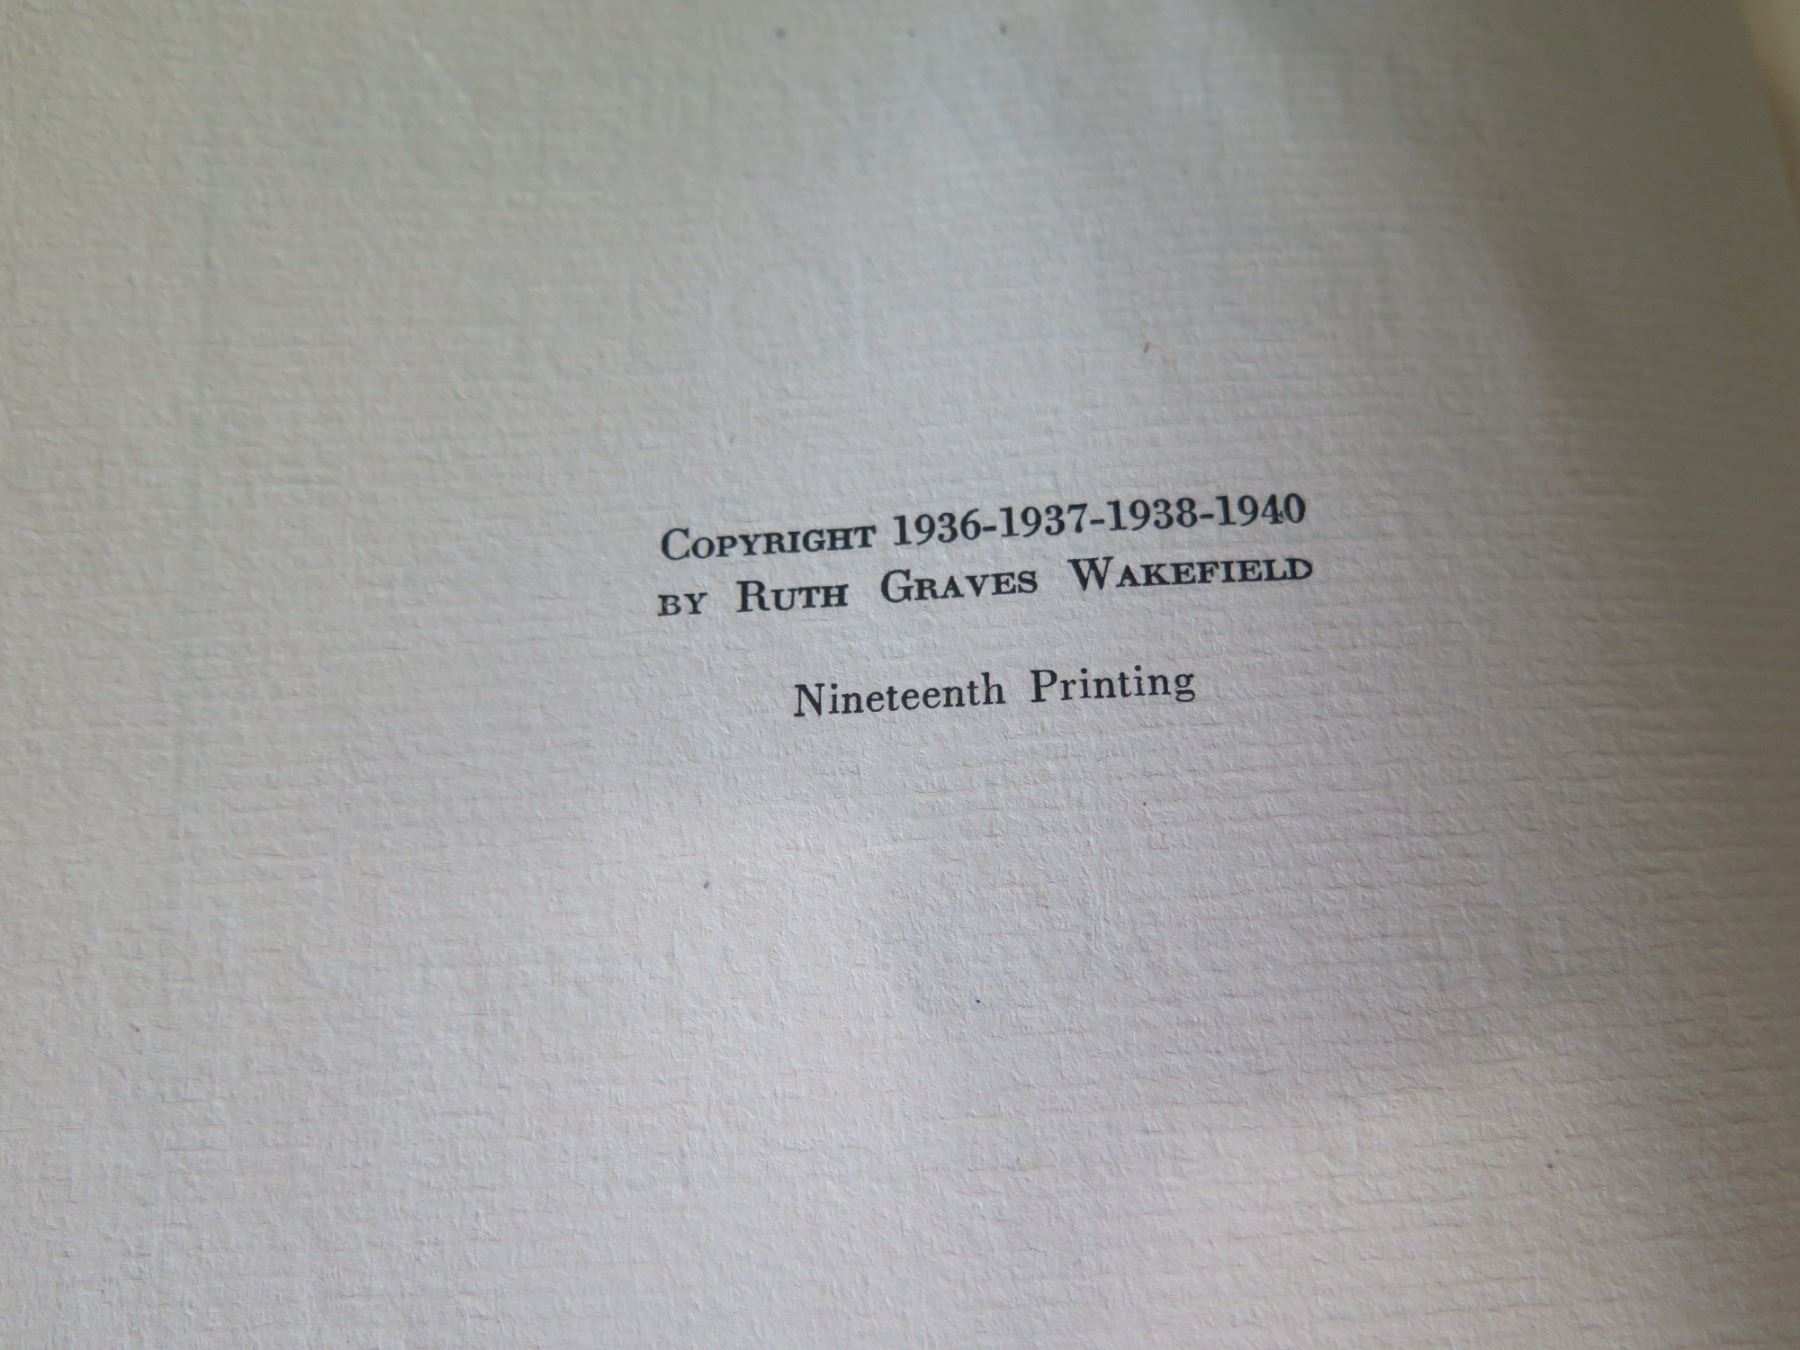 Copyright 1936-1937-1938-1940
by Ruth Graves Wakefield
Nineteenth Printing